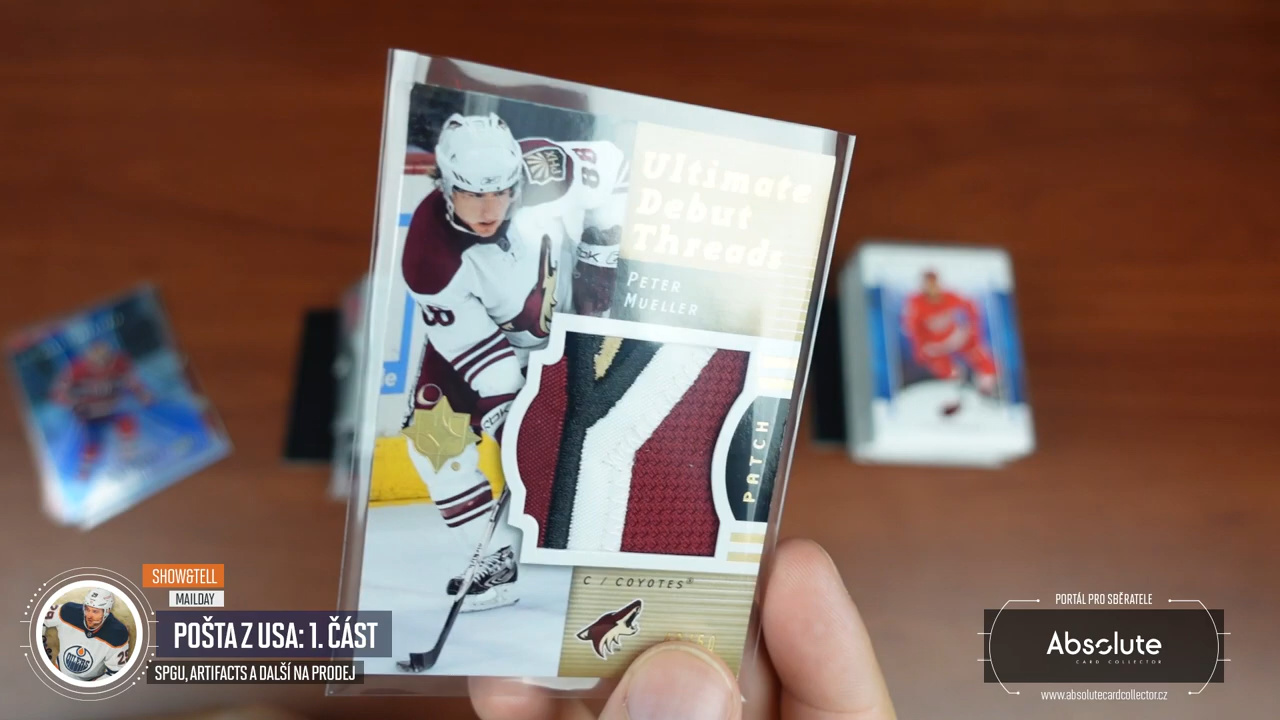 Ultimate
Debut
Threads
PETER
MUELLER
88
PATCH
C / COYOTES®
SHOW&TELL
MAILDAY
POŠTA Z USA: 1. ČÁST
SPGU, ARTIFACTS A DALŠÍ NA PRODEJ
PORTÁL PRO SBĚRATELE
Absolute
CARD COLLECTOR
www.absolutecardcollector.cz